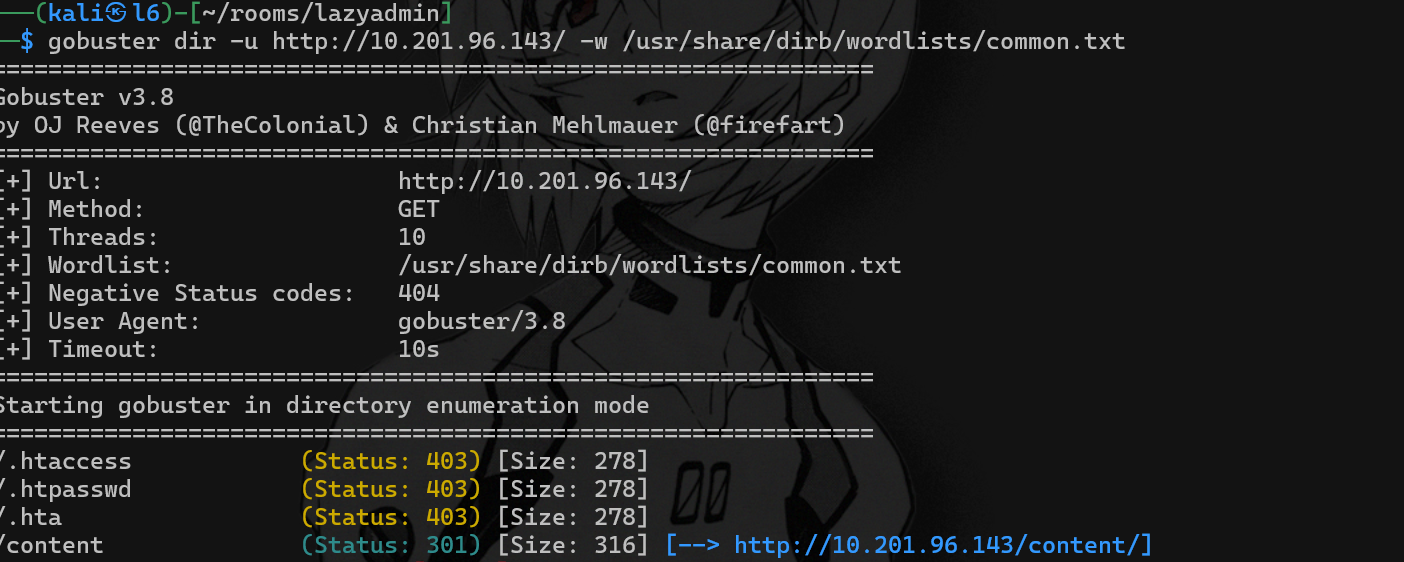 ──(kali㉿l6)-[~/rooms/lazyadmin]
─$ gobuster dir -u http://10.201.96.143/ -w /usr/share/dirb/wordlists/common.txt
===============================================================
Gobuster v3.8
by OJ Reeves (@TheColonial) & Christian Mehlmauer (@firefart)
===============================================================
[+] Url: http://10.201.96.143/
[+] Method: GET
[+] Threads: 10
[+] Wordlist: /usr/share/dirb/wordlists/common.txt
[+] Negative Status codes: 404
[+] User Agent: gobuster/3.8
[+] Timeout: 10s
===============================================================
Starting gobuster in directory enumeration mode
===============================================================
/.htaccess (Status: 403) [Size: 278]
/.htpasswd (Status: 403) [Size: 278]
/.hta (Status: 403) [Size: 278]
/content (Status: 301) [Size: 316] [--> http://10.201.96.143/content/]
00